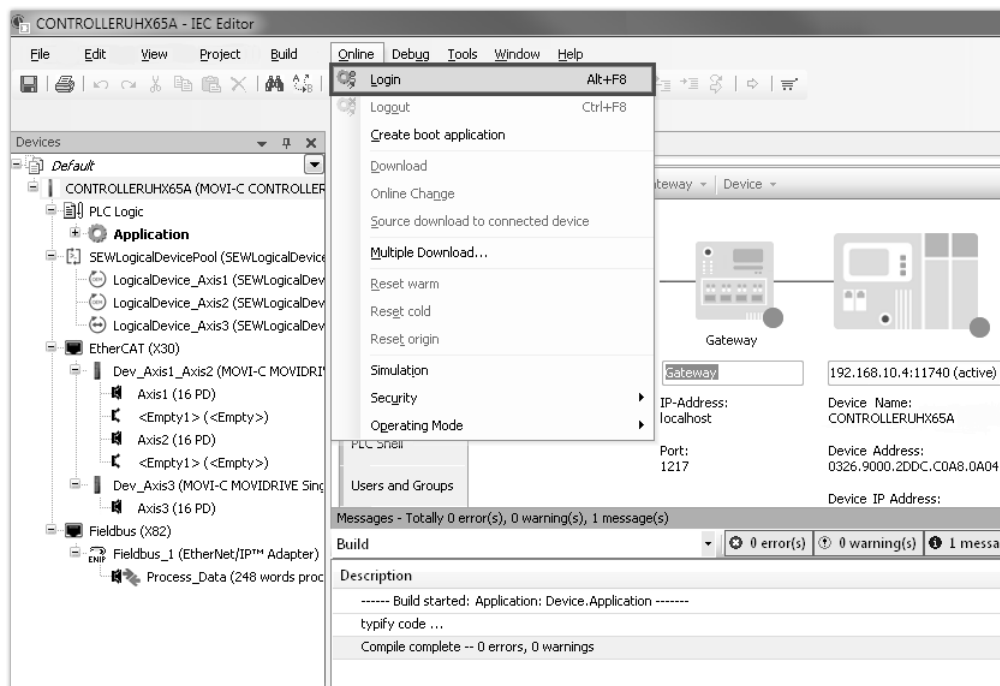 CONTROLLERUHX65A - IEC Editor
File Edit View Project Build Online Debug Tools Window Help
Login Alt+F8
Logout Ctrl+F8
Create boot application
Download
Online Change
Source download to connected device
Multiple Download...
Reset warm
Reset cold
Reset origin
Simulation
Security
Operating Mode
Devices
Default
CONTROLLERUHX65A (MOVI-C CONTROLLER
PLC Logic
Application
SEWLogicalDevicePool (SEWLogicalDevice
LogicalDevice_Axis1 (SEWLogicalDev
LogicalDevice_Axis2 (SEWLogicalDev
LogicalDevice_Axis3 (SEWLogicalDev
EtherCAT (X30)
Dev_Axis1_Axis2 (MOVI-C MOVIDRI
Axis1 (16 PD)
<Empty1> (<Empty>)
Axis2 (16 PD)
<Empty1> (<Empty>)
Dev_Axis3 (MOVI-C MOVIDRIVE Sing
Axis3 (16 PD)
Fieldbus (X82)
ENIP Fieldbus_1 (EtherNet/IP™ Adapter)
Process_Data (248 words proc
teway Device
Gateway
Gateway
IP-Address:
localhost
Port:
1217
192.168.10.4:11740 (active)
Device Name:
CONTROLLERUHX65A
Device Address:
0326.9000.2DDC.C0A8.0A04
Device IP Address:
PLC Shell
Users and Groups
Messages - Totally 0 error(s), 0 warning(s), 1 message(s)
Build 0 error(s) 0 warning(s) 1 messa
Description
------ Build started: Application: Device.Application -------
typify code ...
Compile complete -- 0 errors, 0 warnings